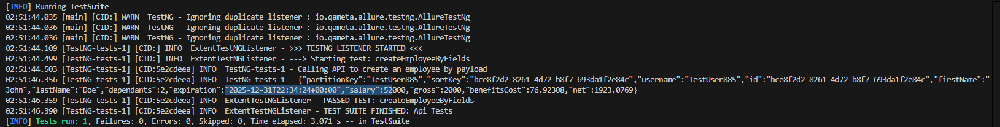 [INFO] Running TestSuite
02:51:44.035 [main] [CID:] WARN  TestNG - Ignoring duplicate listener : io.qameta.allure.testng.AllureTestNg
02:51:44.036 [main] [CID:] WARN  TestNG - Ignoring duplicate listener : io.qameta.allure.testng.AllureTestNg
02:51:44.036 [main] [CID:] WARN  TestNG - Ignoring duplicate listener : io.qameta.allure.testng.AllureTestNg
02:51:44.109 [TestNG-tests-1] [CID:] INFO  ExtentTestNGListener - >>> TESTNG LISTENER STARTED <<<
02:51:44.499 [TestNG-tests-1] [CID:] INFO  ExtentTestNGListener - ---> Starting test: createEmployeeByFields
02:51:44.503 [TestNG-tests-1] [CID:5e2cdeea] INFO  TestNG-tests-1 - Calling API to create an employee by payload
02:51:46.356 [TestNG-tests-1] [CID:5e2cdeea] INFO  TestNG-tests-1 - {"partitionKey":"TestUser885","sortKey":"bce8f2d2-8261-4d72-b8f7-693da1f2e84c","username":"TestUser885","id":"bce8f2d2-8261-4d72-b8f7-693da1f2e84c","firstName":"
John","lastName":"Doe","dependants":2,"expiration":"2025-12-31T22:34:24+00:00","salary":52000,"gross":2000,"benefitsCost":76.92308,"net":1923.0769}
02:51:46.359 [TestNG-tests-1] [CID:5e2cdeea] INFO  ExtentTestNGListener - PASSED TEST: createEmployeeByFields
02:51:46.390 [TestNG-tests-1] [CID:5e2cdeea] INFO  ExtentTestNGListener - TEST SUITE FINISHED: Api Tests
[INFO] Tests run: 1, Failures: 0, Errors: 0, Skipped: 0, Time elapsed: 3.071 s -- in TestSuite